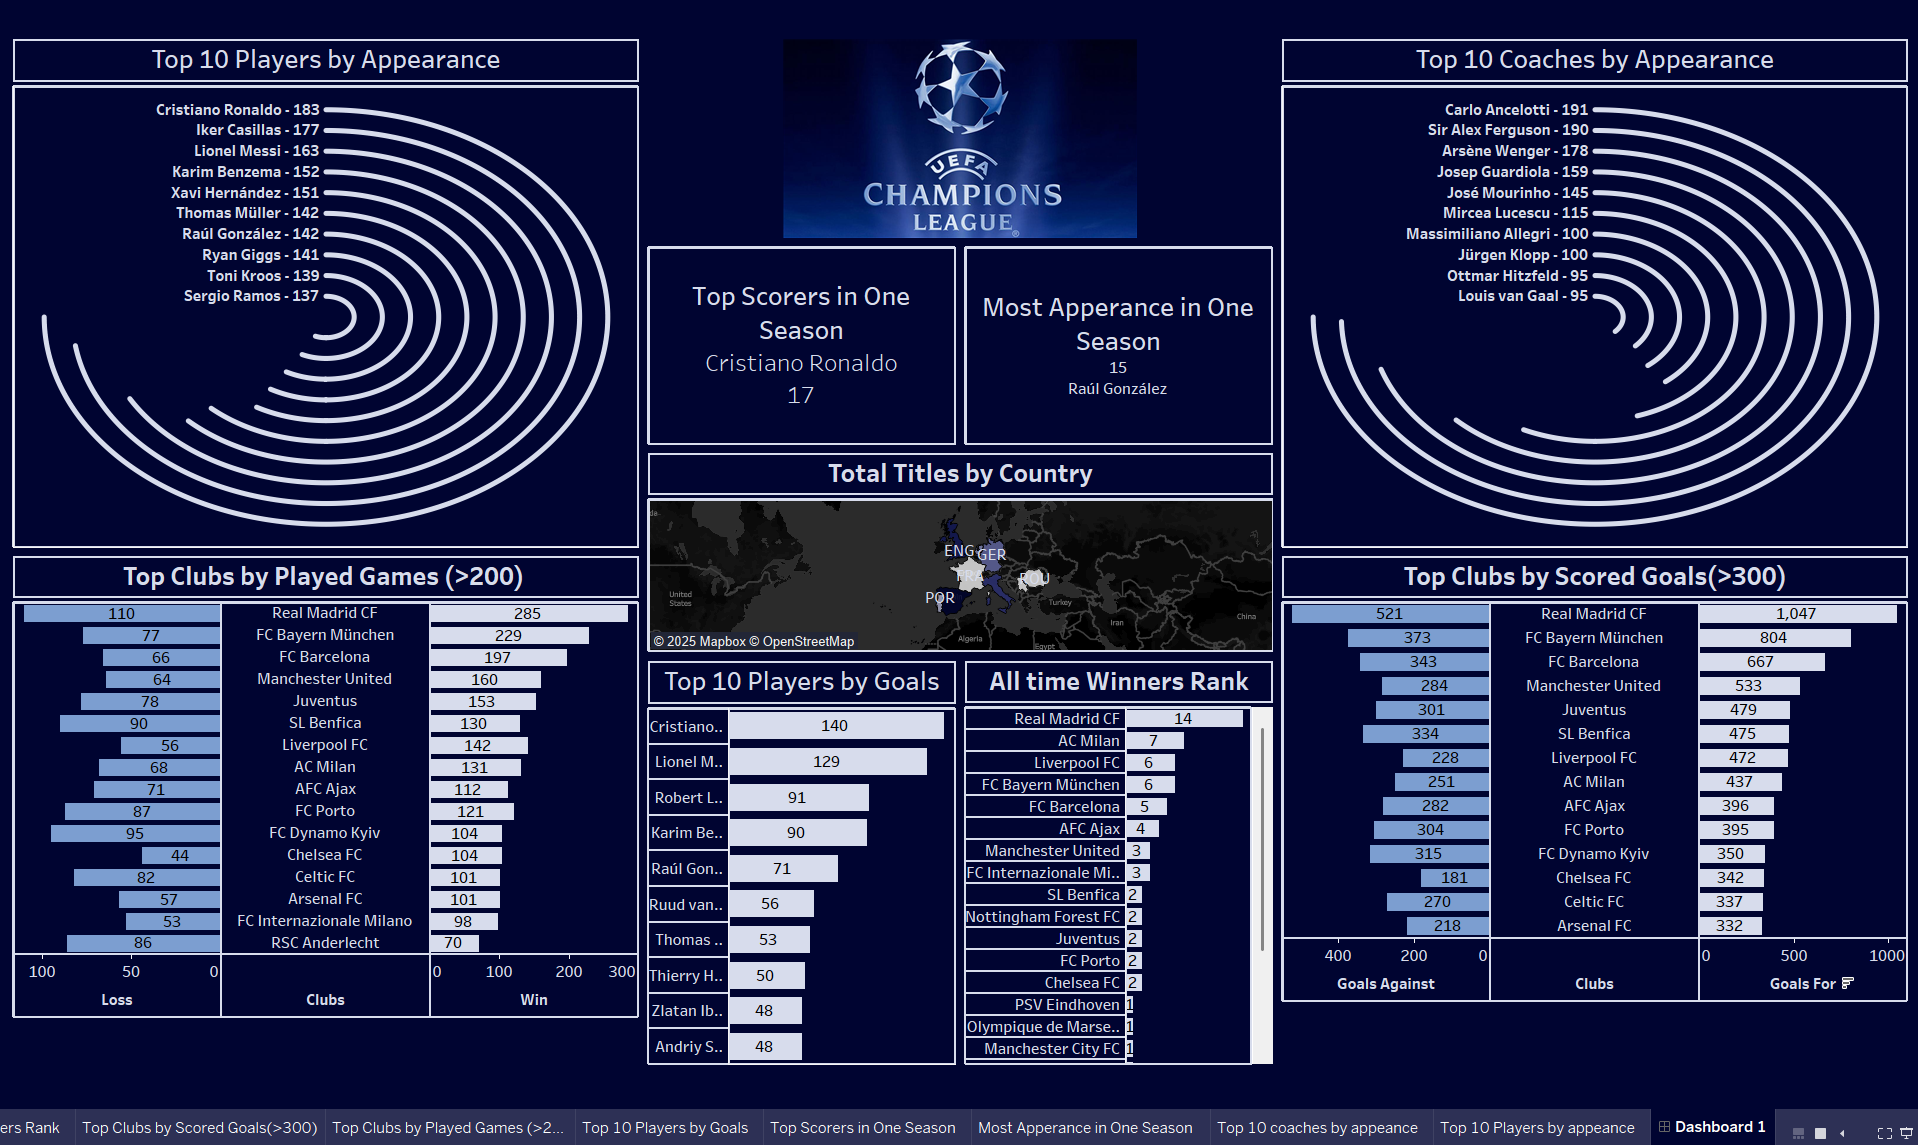 Top 10 Players by Appearance
Cristiano Ronaldo - 183
Iker Casillas - 177
Lionel Messi - 163
Karim Benzema - 152
Xavi Hernández - 151
Thomas Müller - 142
Raúl González - 142
Ryan Giggs - 141
Toni Kroos - 139
Sergio Ramos - 137
UEFA
CHAMPIONS
LEAGUE
®
Top 10 Coaches by Appearance
Carlo Ancelotti - 191
Sir Alex Ferguson - 190
Arsène Wenger - 178
Josep Guardiola - 159
José Mourinho - 145
Mircea Lucescu - 115
Massimiliano Allegri - 100
Jürgen Klopp - 100
Ottmar Hitzfeld - 95
Louis van Gaal - 95
Top Scorers in One
Season
Cristiano Ronaldo
17
Most Apperance in One
Season
15
Raúl González
Total Titles by Country
United
States
ENG
GER
FRA
POR
Turkey
Iran
China
Algeria
Egypt
© 2025 Mapbox © OpenStreetMap
Top Clubs by Played Games (>200)
110 Real Madrid CF 285
77 FC Bayern München 229
66 FC Barcelona 197
64 Manchester United 160
78 Juventus 153
90 SL Benfica 130
56 Liverpool FC 142
68 AC Milan 131
71 AFC Ajax 112
87 FC Porto 121
95 FC Dynamo Kyiv 104
44 Chelsea FC 104
82 Celtic FC 101
57 Arsenal FC 101
53 FC Internazionale Milano 98
86 RSC Anderlecht 70
100 50 0 0 100 200 300
Loss Clubs Win
Top 10 Players by Goals
Cristiano.. 140
Lionel M.. 129
Robert L.. 91
Karim Be.. 90
Raúl Gon.. 71
Ruud van.. 56
Thomas .. 53
Thierry H.. 50
Zlatan Ib.. 48
Andriy S.. 48
All time Winners Rank
Real Madrid CF 14
AC Milan 7
Liverpool FC 6
FC Bayern München 6
FC Barcelona 5
AFC Ajax 4
Manchester United 3
FC Internazionale Mi.. 3
SL Benfica 2
Nottingham Forest FC 2
Juventus 2
FC Porto 2
Chelsea FC 2
PSV Eindhoven 1
Olympique de Marse.. 1
Manchester City FC 1
Top Clubs by Scored Goals(>300)
521 Real Madrid CF 1,047
373 FC Bayern München 804
343 FC Barcelona 667
284 Manchester United 533
301 Juventus 479
334 SL Benfica 475
228 Liverpool FC 472
251 AC Milan 437
282 AFC Ajax 396
304 FC Porto 395
315 FC Dynamo Kyiv 350
181 Chelsea FC 342
270 Celtic FC 337
218 Arsenal FC 332
400 200 0 0 500 1000
Goals Against Clubs Goals For
ers Rank
Top Clubs by Scored Goals(>300)
Top Clubs by Played Games (>2...
Top 10 Players by Goals
Top Scorers in One Season
Most Apperance in One Season
Top 10 coaches by appeance
Top 10 Players by appeance
Dashboard 1